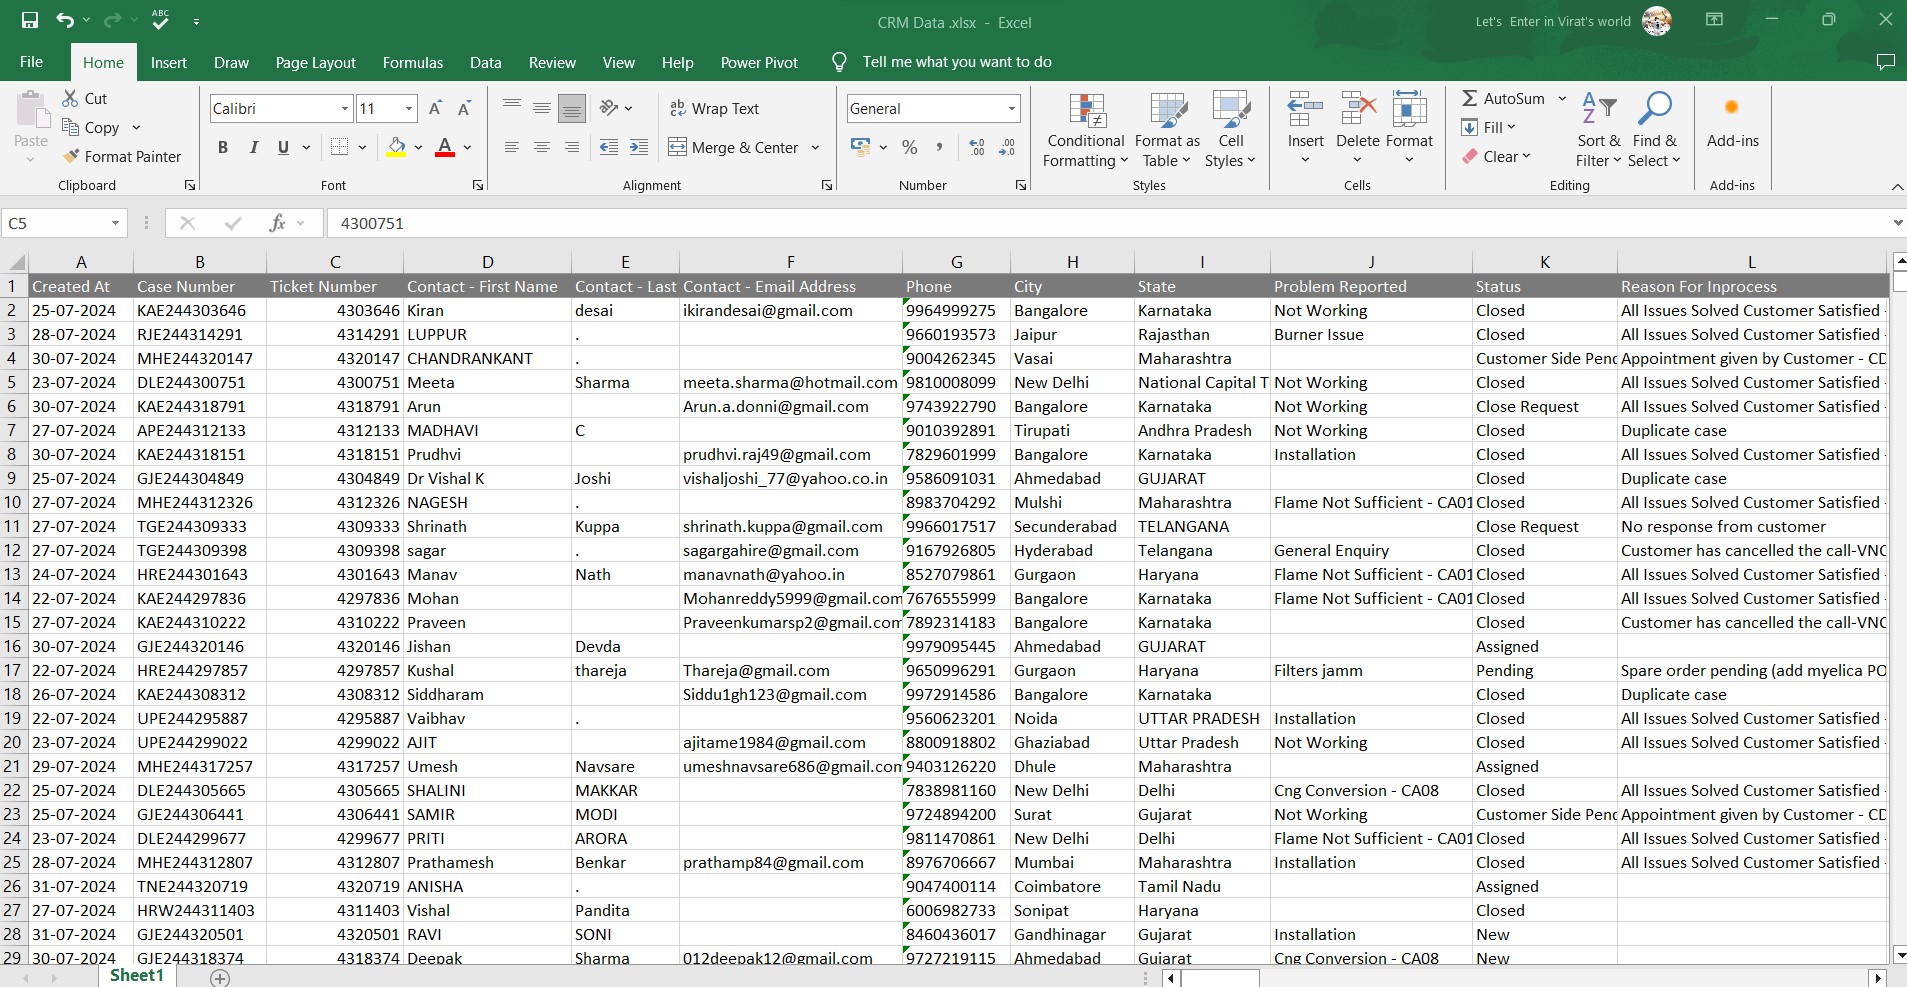 ABC
CRM Data .xlsx - Excel
Let's Enter in Virat's world
File Home Insert Draw Page Layout Formulas Data Review View Help Power Pivot Tell me what you want to do
Paste Cut Copy Format Painter Clipboard
Calibri 11 A A B I U A Font
ab Wrap Text Merge & Center Alignment
General % , Number
Conditional Formatting Format as Table Cell Styles Styles
Insert Delete Format Cells
AutoSum Fill Clear Sort & Filter Find & Select Editing
Add-ins Add-ins
C5 fx 4300751
A B C D E F G H I J K L
1 Created At Case Number Ticket Number Contact - First Name Contact - Last Contact - Email Address Phone City State Problem Reported Status Reason For Inprocess
2 25-07-2024 KAE244303646 4303646 Kiran desai ikirandesai@gmail.com 9964999275 Bangalore Karnataka Not Working Closed All Issues Solved Customer Satisfied -
3 28-07-2024 RJE244314291 4314291 LUPPUR . 9660193573 Jaipur Rajasthan Burner Issue Closed All Issues Solved Customer Satisfied -
4 30-07-2024 MHE244320147 4320147 CHANDRANKANT . 9004262345 Vasai Maharashtra Customer Side Penc Appointment given by Customer - CD
5 23-07-2024 DLE244300751 4300751 Meeta Sharma meeta.sharma@hotmail.com 9810008099 New Delhi National Capital T Not Working Closed All Issues Solved Customer Satisfied -
6 30-07-2024 KAE244318791 4318791 Arun Arun.a.donni@gmail.com 9743922790 Bangalore Karnataka Not Working Close Request All Issues Solved Customer Satisfied -
7 27-07-2024 APE244312133 4312133 MADHAVI C 9010392891 Tirupati Andhra Pradesh Not Working Closed Duplicate case
8 30-07-2024 KAE244318151 4318151 Prudhvi prudhvi.raj49@gmail.com 7829601999 Bangalore Karnataka Installation Closed All Issues Solved Customer Satisfied -
9 25-07-2024 GJE244304849 4304849 Dr Vishal K Joshi vishaljoshi_77@yahoo.co.in 9586091031 Ahmedabad GUJARAT Closed Duplicate case
10 27-07-2024 MHE244312326 4312326 NAGESH . 8983704292 Mulshi Maharashtra Flame Not Sufficient - CA01 Closed All Issues Solved Customer Satisfied -
11 27-07-2024 TGE244309333 4309333 Shrinath Kuppa shrinath.kuppa@gmail.com 9966017517 Secunderabad TELANGANA Close Request No response from customer
12 27-07-2024 TGE244309398 4309398 sagar . sagargahire@gmail.com 9167926805 Hyderabad Telangana General Enquiry Closed Customer has cancelled the call-VNC
13 24-07-2024 HRE244301643 4301643 Manav Nath manavnath@yahoo.in 8527079861 Gurgaon Haryana Flame Not Sufficient - CA01 Closed All Issues Solved Customer Satisfied -
14 22-07-2024 KAE244297836 4297836 Mohan Mohanreddy5999@gmail.com 7676555999 Bangalore Karnataka Flame Not Sufficient - CA01 Closed All Issues Solved Customer Satisfied -
15 27-07-2024 KAE244310222 4310222 Praveen Praveenkumarsp2@gmail.com 7892314183 Bangalore Karnataka Closed Customer has cancelled the call-VNC
16 30-07-2024 GJE244320146 4320146 Jishan Devda 9979095445 Ahmedabad GUJARAT Assigned
17 22-07-2024 HRE244297857 4297857 Kushal thareja Thareja@gmail.com 9650996291 Gurgaon Haryana Filters jamm Pending Spare order pending (add myelica PO
18 26-07-2024 KAE244308312 4308312 Siddharam Siddu1gh123@gmail.com 9972914586 Bangalore Karnataka Closed Duplicate case
19 22-07-2024 UPE244295887 4295887 Vaibhav . 9560623201 Noida UTTAR PRADESH Installation Closed All Issues Solved Customer Satisfied -
20 23-07-2024 UPE244299022 4299022 AJIT ajitame1984@gmail.com 8800918802 Ghaziabad Uttar Pradesh Not Working Closed All Issues Solved Customer Satisfied -
21 29-07-2024 MHE244317257 4317257 Umesh Navsare umeshnavsare686@gmail.com 9403126220 Dhule Maharashtra Assigned
22 25-07-2024 DLE244305665 4305665 SHALINI MAKKAR 7838981160 New Delhi Delhi Cng Conversion - CA08 Closed All Issues Solved Customer Satisfied -
23 25-07-2024 GJE244306441 4306441 SAMIR MODI 9724894200 Surat Gujarat Not Working Customer Side Penc Appointment given by Customer - CD
24 23-07-2024 DLE244299677 4299677 PRITI ARORA 9811470861 New Delhi Delhi Flame Not Sufficient - CA01 Closed All Issues Solved Customer Satisfied -
25 28-07-2024 MHE244312807 4312807 Prathamesh Benkar prathamp84@gmail.com 8976706667 Mumbai Maharashtra Installation Closed All Issues Solved Customer Satisfied -
26 31-07-2024 TNE244320719 4320719 ANISHA . 9047400114 Coimbatore Tamil Nadu Assigned
27 27-07-2024 HRW244311403 4311403 Vishal Pandita 6006982733 Sonipat Haryana Closed
28 31-07-2024 GJE244320501 4320501 RAVI SONI 8460436017 Gandhinagar Gujarat Installation New
29 30-07-2024 GJE244318374 4318374 Deepak Sharma 012deepak12@gmail.com 9727219115 Ahmedabad Gujarat Cng Conversion - CA08 New
Sheet1